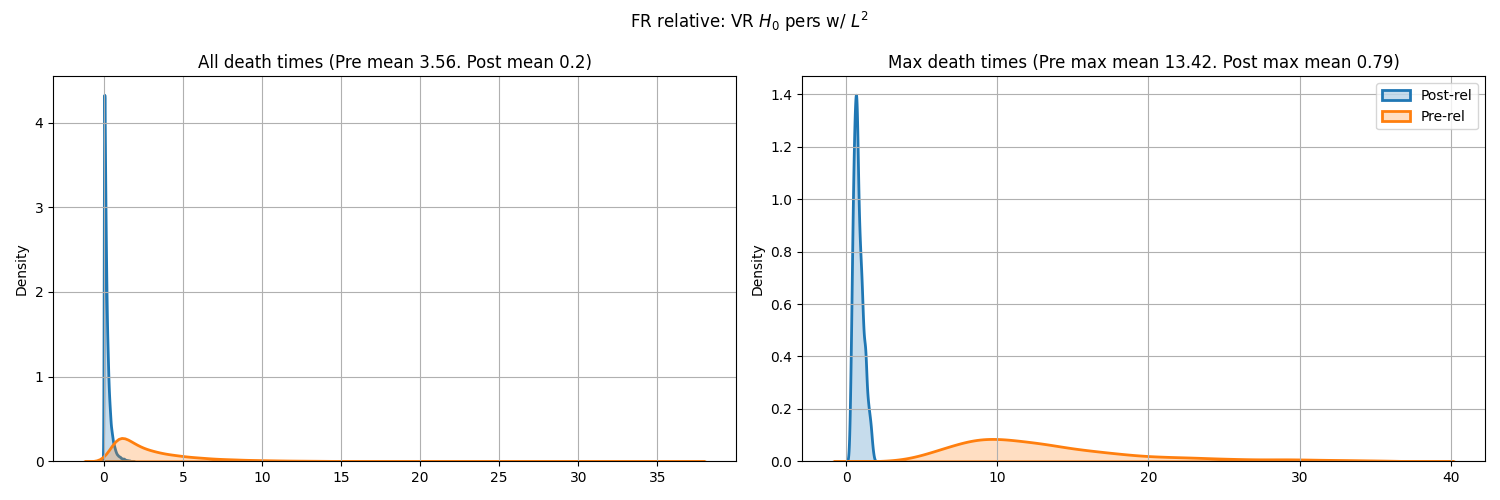 FR relative: VR H₀ pers w/ L²
All death times (Pre mean 3.56. Post mean 0.2)
Density
4
3
2
1
0
0 5 10 15 20 25 30 35
Max death times (Pre max mean 13.42. Post max mean 0.79)
Density
1.4
1.2
1.0
0.8
0.6
0.4
0.2
0.0
0 10 20 30 40
Post-rel
Pre-rel